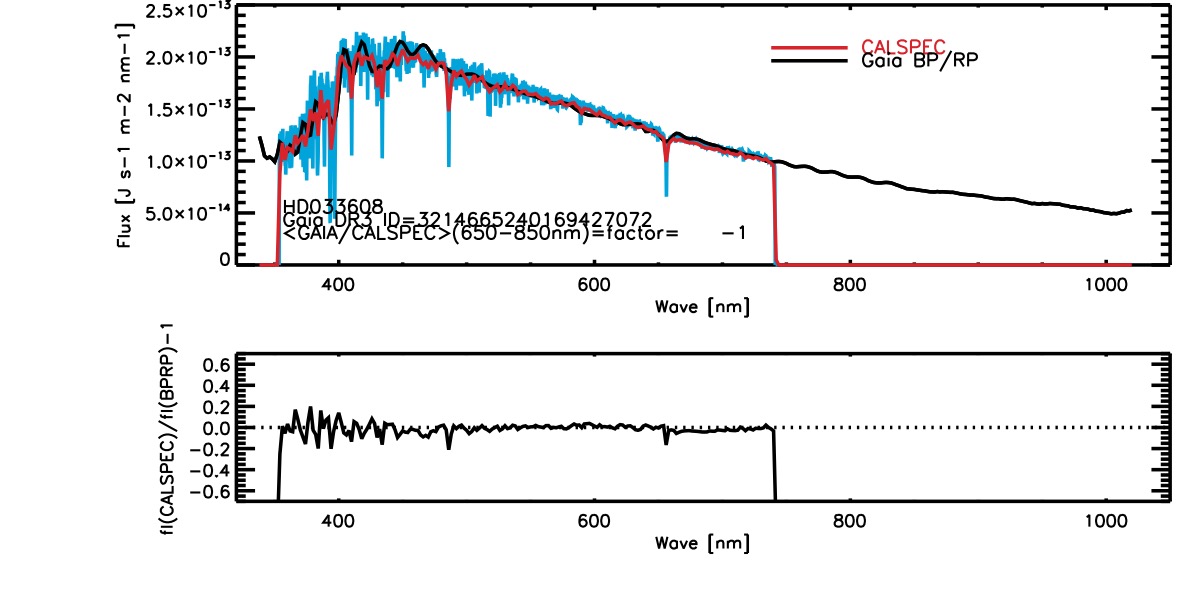 2.5×10−13
2.0×10−13
1.5×10−13
1.0×10−13
5.0×10−14
0
Flux [J s−1 m−2 nm−1]
CALSPEC
Gaia BP/RP
HD033608
Gaia DR3 ID=3214665240169427072
<GAIA/CALSPEC>(650−850nm)=factor= −1
400 600 800 1000
Wave [nm]
fl(CALSPEC)/fl(BPRP)−1
0.6
0.4
0.2
0.0
−0.2
−0.4
−0.6
400 600 800 1000
Wave [nm]